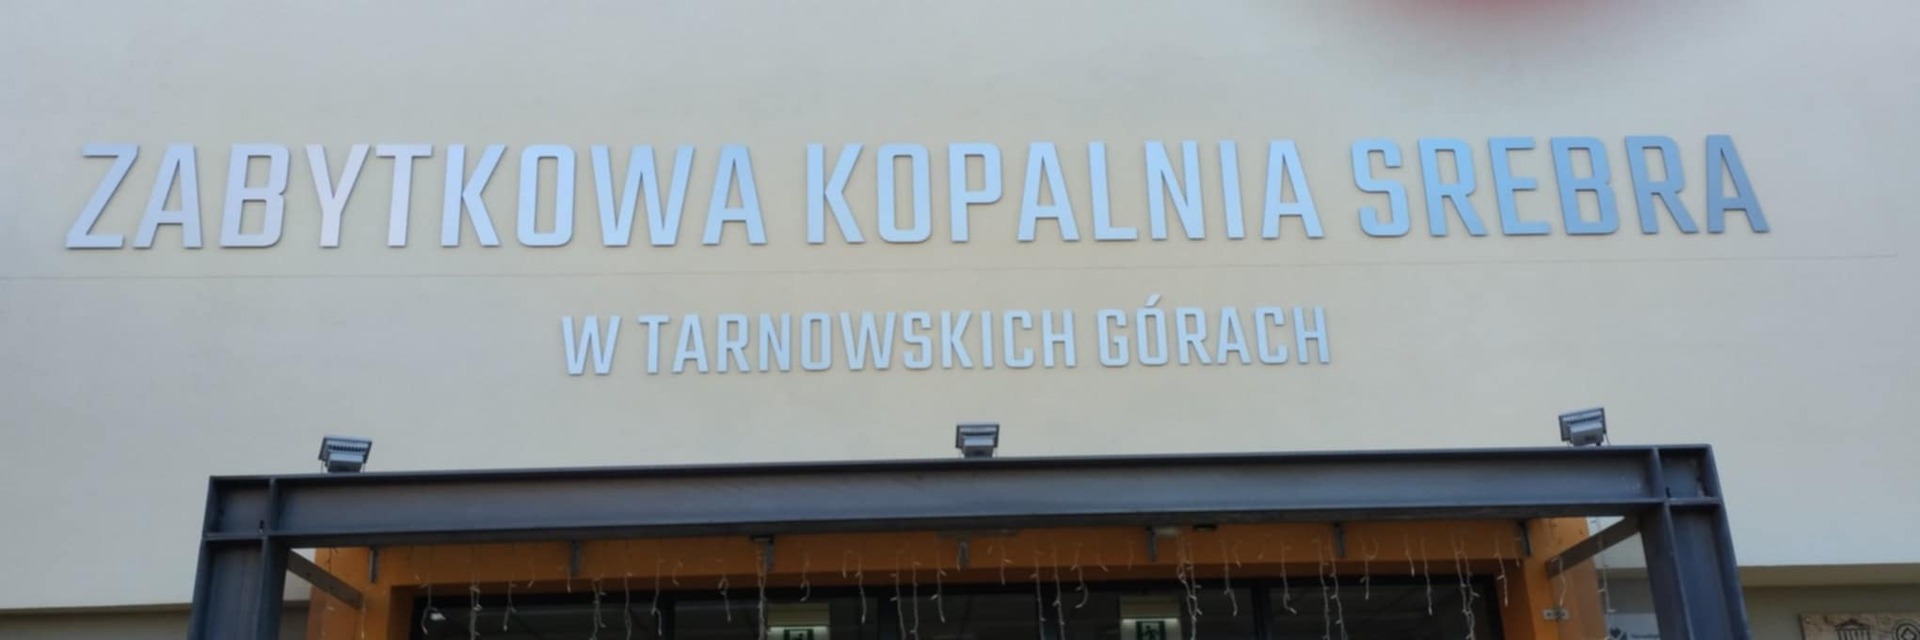 ZABYTKOWA KOPALNIA SREBRA
W TARNOWSKICH GÓRACH